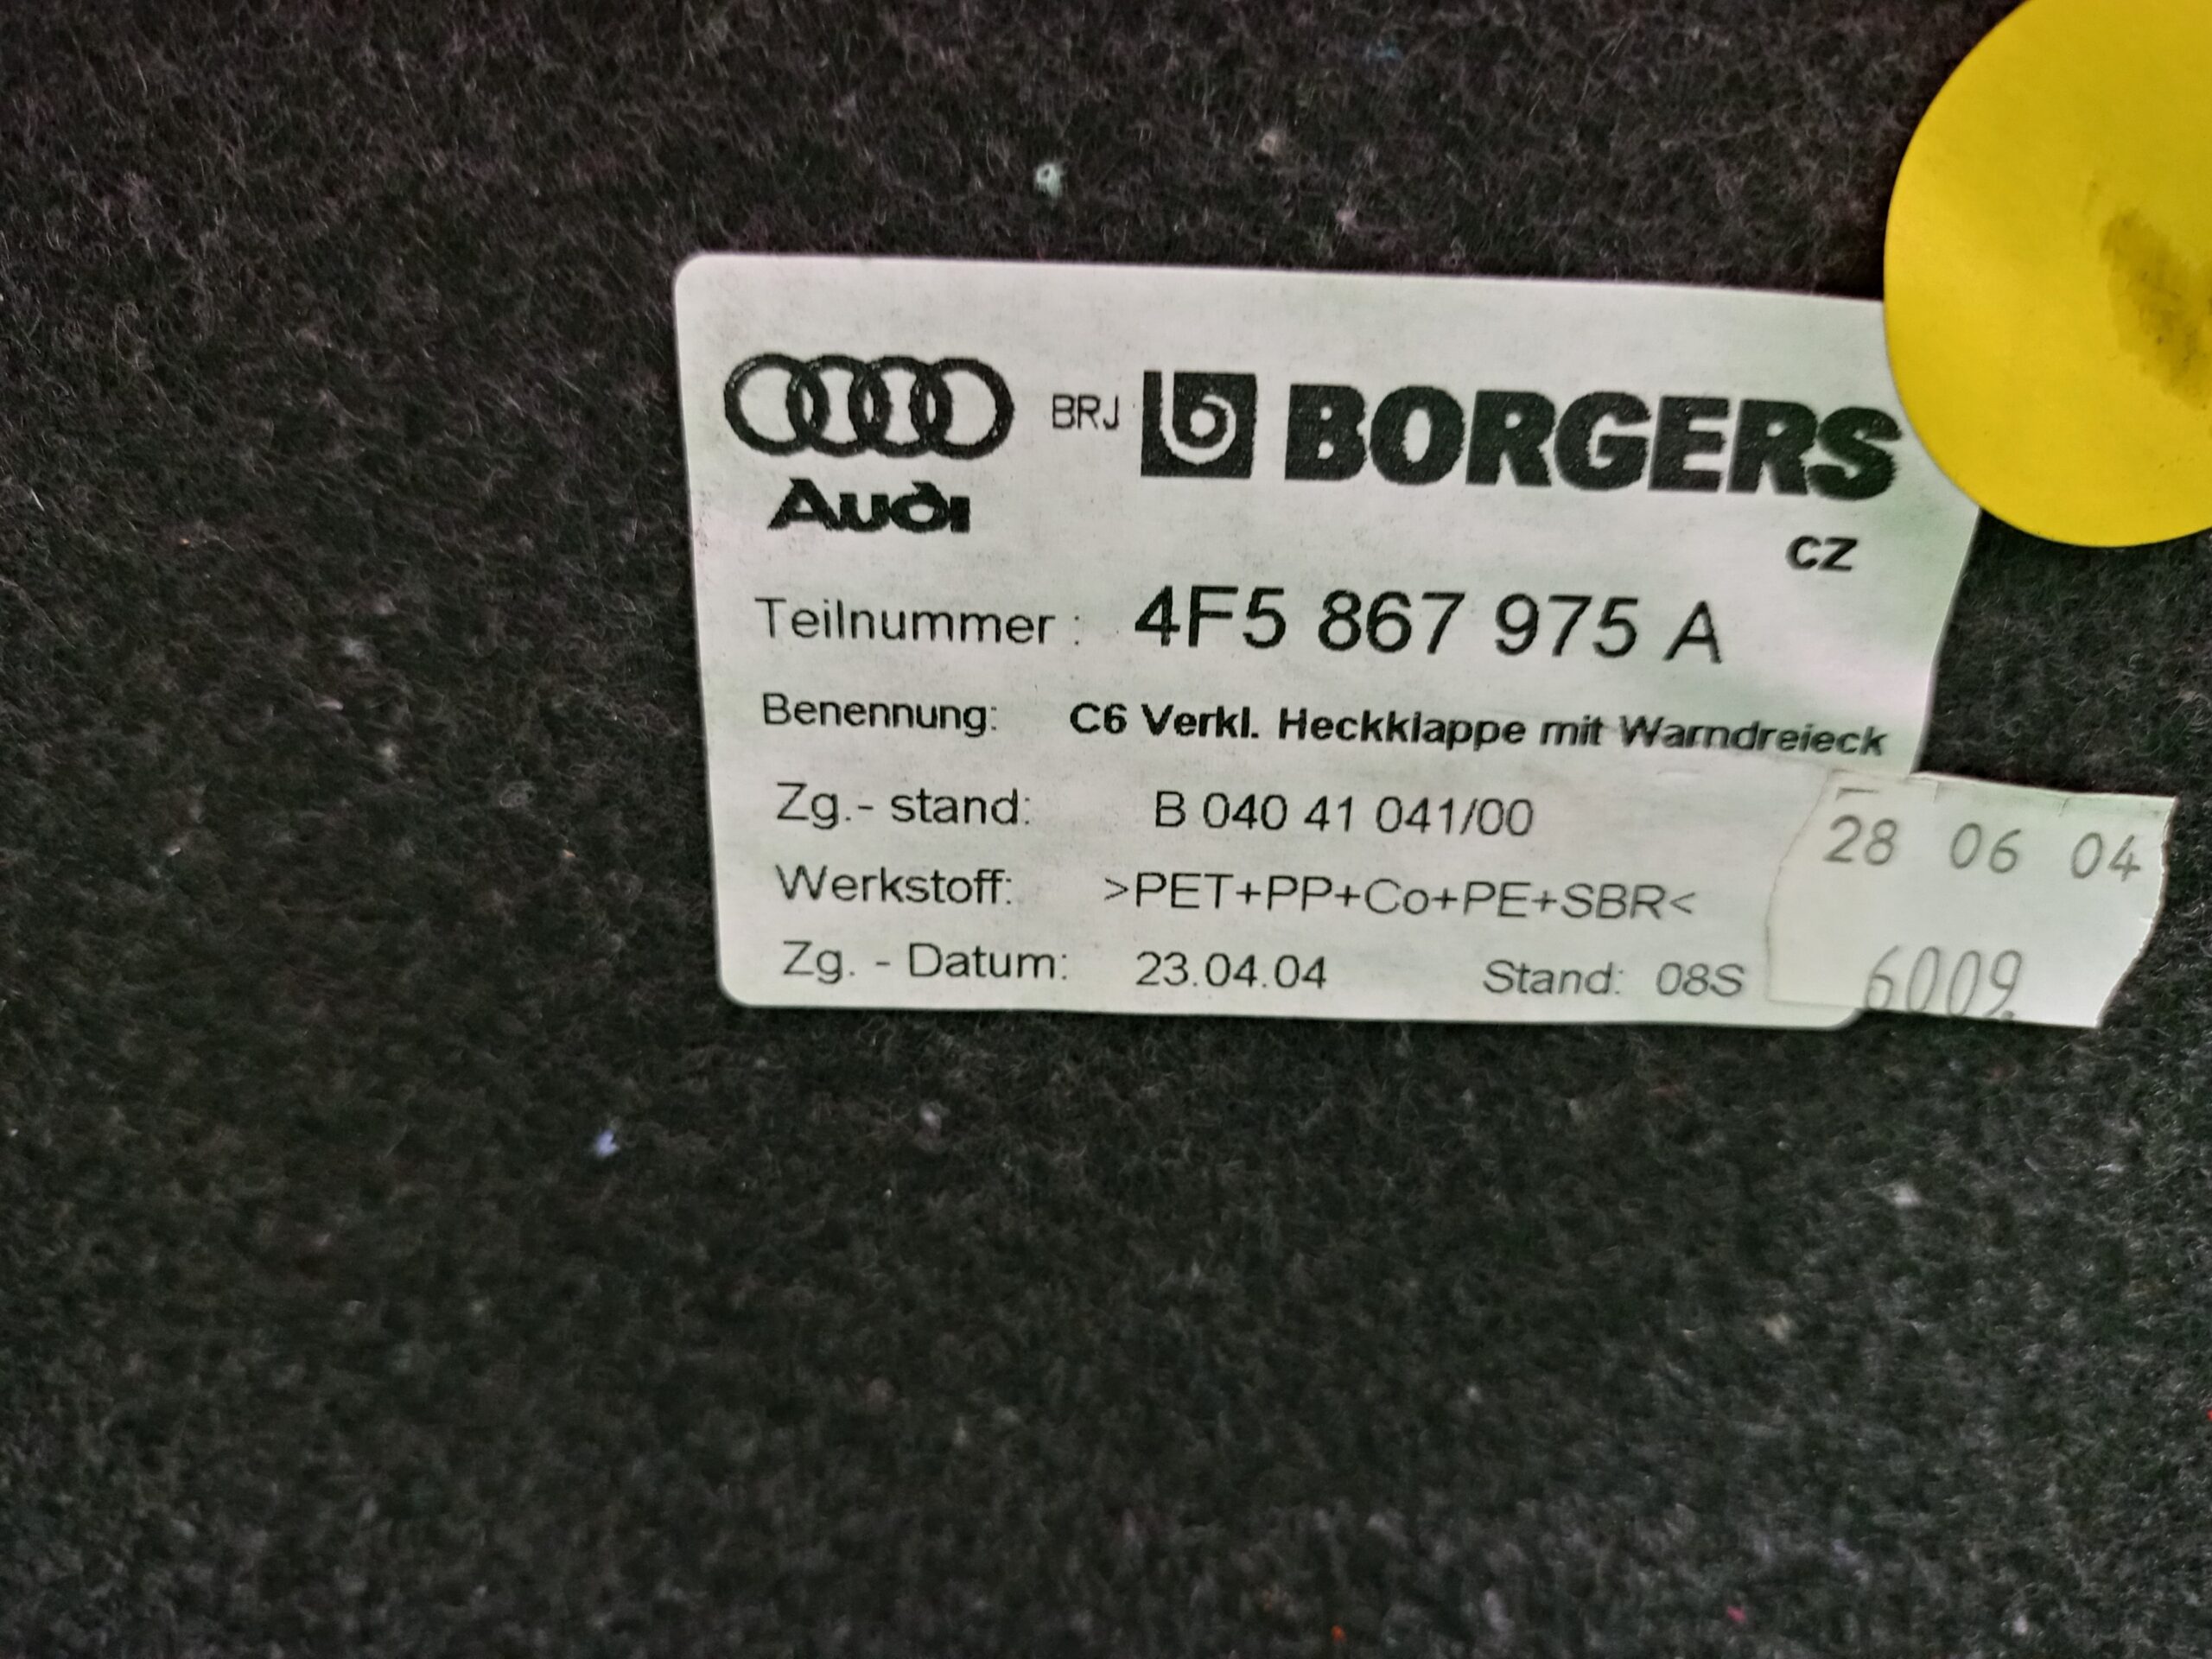 BRJ BORGERS
Audi
CZ
Teilnummer : 4F5 867 975 A
Benennung: C6 Verkl. Heckklappe mit Warndreieck
Zg.- stand: B 040 41 041/00
28 06 04
Werkstoff: >PET+PP+Co+PE+SBR<
Zg. - Datum: 23.04.04 Stand: 08S
6009